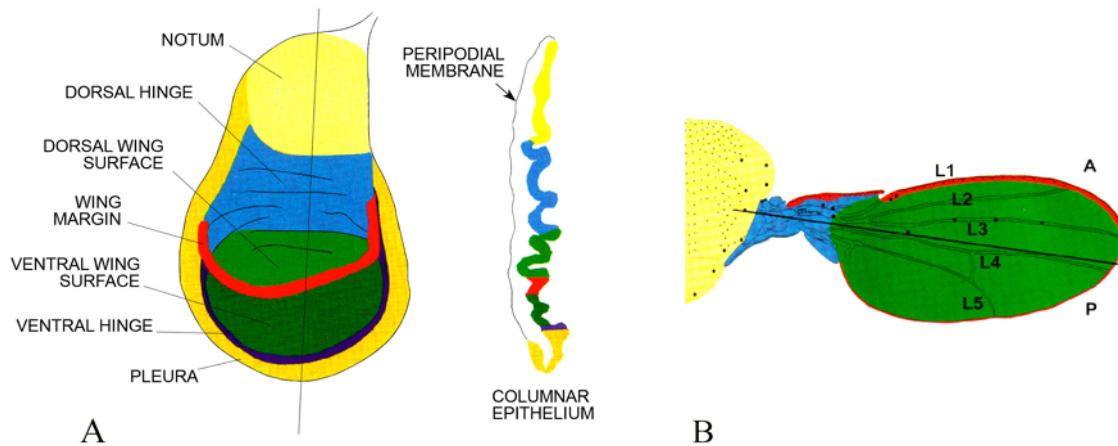 NOTUM
DORSAL HINGE
DORSAL WING
SURFACE
WING
MARGIN
VENTRAL WING
SURFACE
VENTRAL HINGE
PLEURA
A
PERIPODIAL
MEMBRANE
COLUMNAR
EPITHELIUM
L1
A
L2
L3
L4
L5
P
B